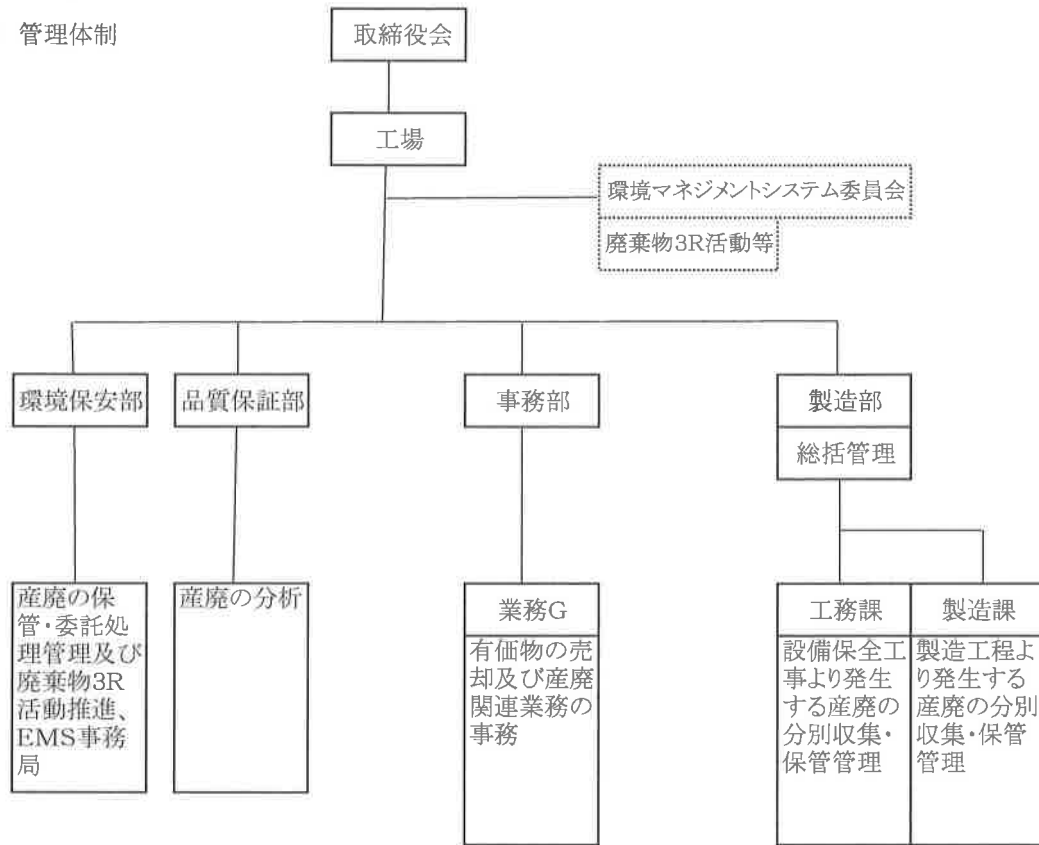 管理体制
取締役会
工場
環境マネジメントシステム委員会
廃棄物3R活動等
環境保安部
品質保証部
事務部
製造部
総括管理
産廃の保
管・委託処
理管理及び
廃棄物3R
活動推進、
EMS事務
局
産廃の分析
業務G
有価物の売
却及び産廃
関連業務の
事務
工務課
設備保全工
事より発生
する産廃の
分別収集・
保管管理
製造課
製造工程よ
り発生する
産廃の分別
収集・保管
管理